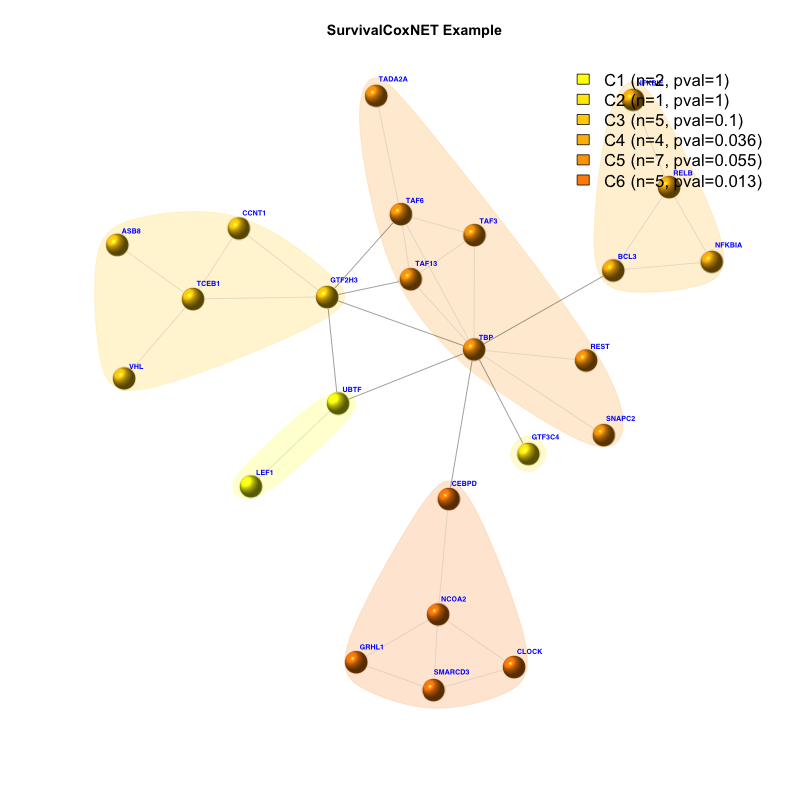 SurvivalCoxNET Example
TADA2A
C1 (n=2, pval=1)
C2 (n=1, pval=1)
C3 (n=5, pval=0.1)
C4 (n=4, pval=0.036)
C5 (n=7, pval=0.055)
C6 (n=5, pval=0.013)
RELB
TAF6
CCNT1
TAF3
ASB8
BCL3
NFKBIA
TAF13
GTF2H3
TCEB1
TBP
REST
VHL
UBTF
SNAPC2
GTF3C4
LEF1
CEBPD
NCOA2
GRHL1
CLOCK
SMARCD3